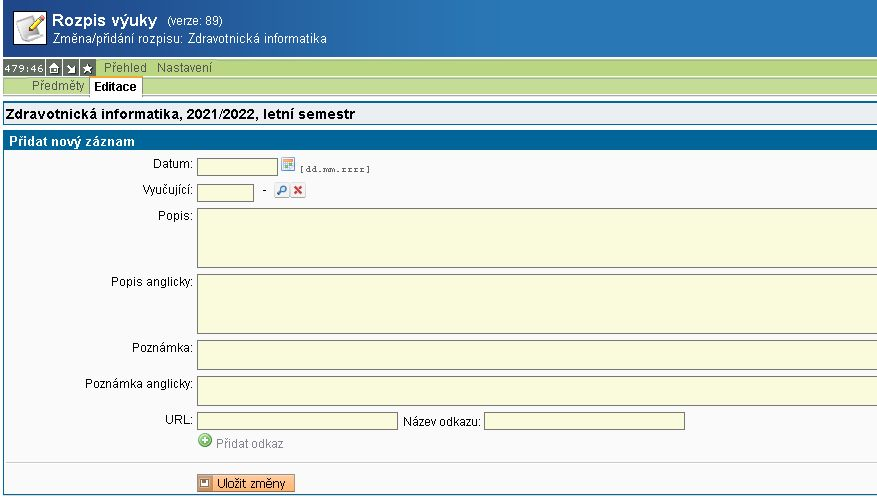 Rozpis výuky (verze: 89)
Změna/přidání rozpisu: Zdravotnická informatika
479:46 Přehled Nastavení
Předměty Editace
Zdravotnická informatika, 2021/2022, letní semestr
Přidat nový záznam
Datum: [dd.mm.rrrr]
Vyučující: -
Popis:
Popis anglicky:
Poznámka:
Poznámka anglicky:
URL: Název odkazu:
Přidat odkaz
Uložit změny